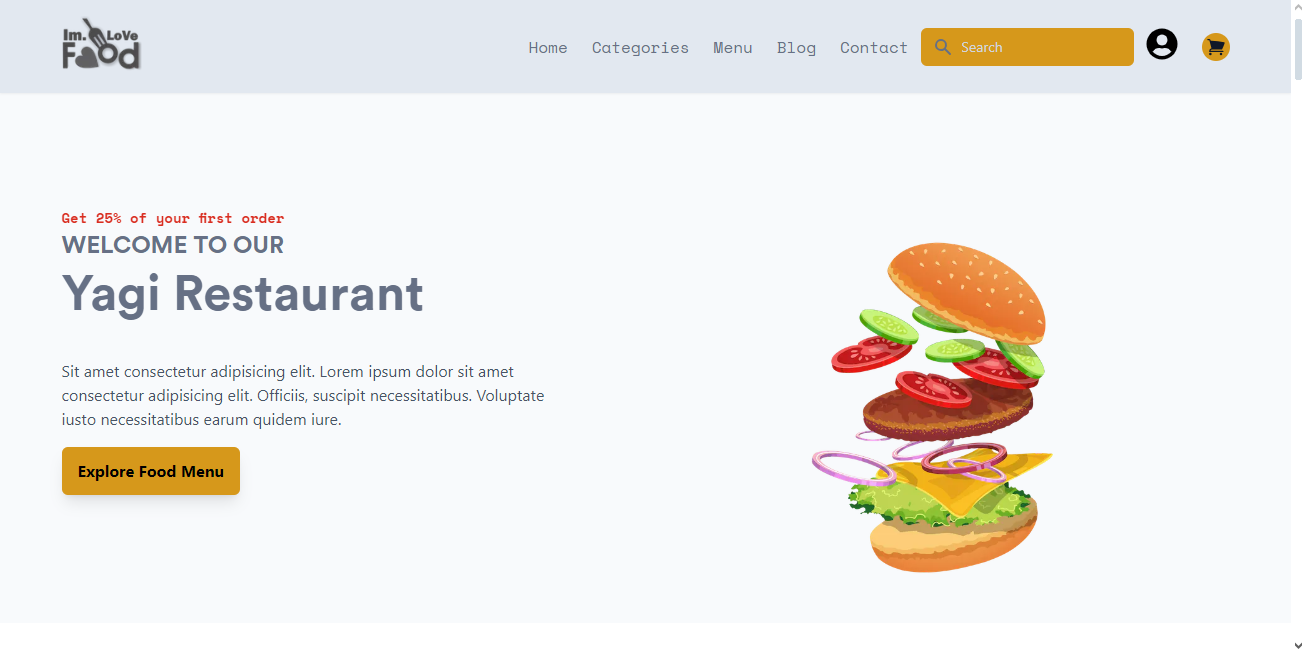 Im. LoVe
Food
Home Categories Menu Blog Contact Search
Get 25% of your first order
WELCOME TO OUR
Yagi Restaurant
Sit amet consectetur adipisicing elit. Lorem ipsum dolor sit amet
consectetur adipisicing elit. Officiis, suscipit necessitatibus. Voluptate
iusto necessitatibus earum quidem iure.
Explore Food Menu